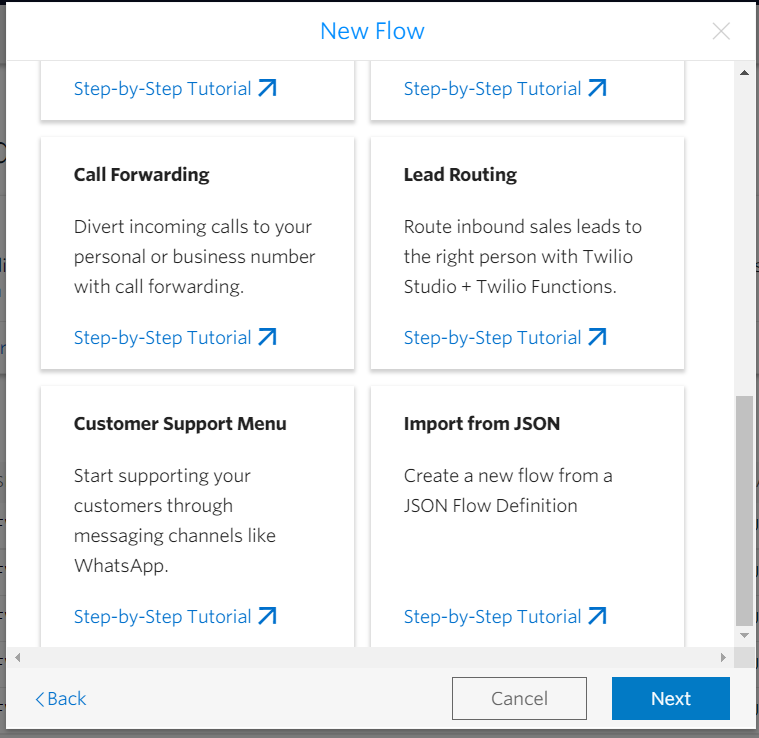 New Flow
Step-by-Step Tutorial
Step-by-Step Tutorial
Call Forwarding
Divert incoming calls to your
personal or business number
with call forwarding.
Step-by-Step Tutorial
Lead Routing
Route inbound sales leads to
the right person with Twilio
Studio + Twilio Functions.
Step-by-Step Tutorial
Customer Support Menu
Start supporting your
customers through
messaging channels like
WhatsApp.
Step-by-Step Tutorial
Import from JSON
Create a new flow from a
JSON Flow Definition
Step-by-Step Tutorial
Back
Cancel
Next